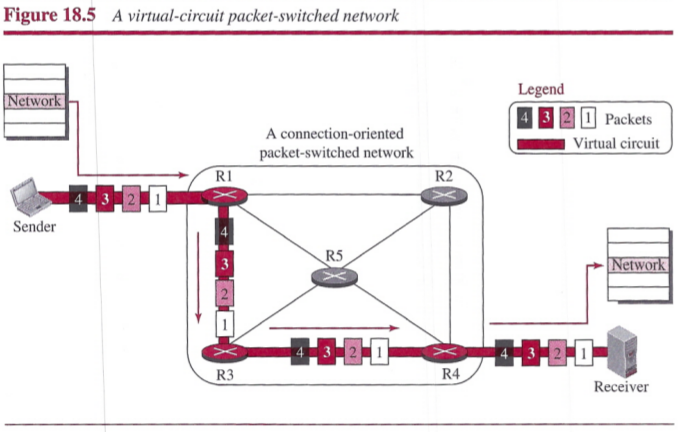 Figure 18.5 A virtual-circuit packet-switched network
Network
Legend
4 3 2 1 Packets
Virtual circuit
A connection-oriented
packet-switched network
R1
R2
4 3 2 1
Sender
4
3
2
1
R5
Network
4 3 2 1
4 3 2 1
R3
R4
Receiver